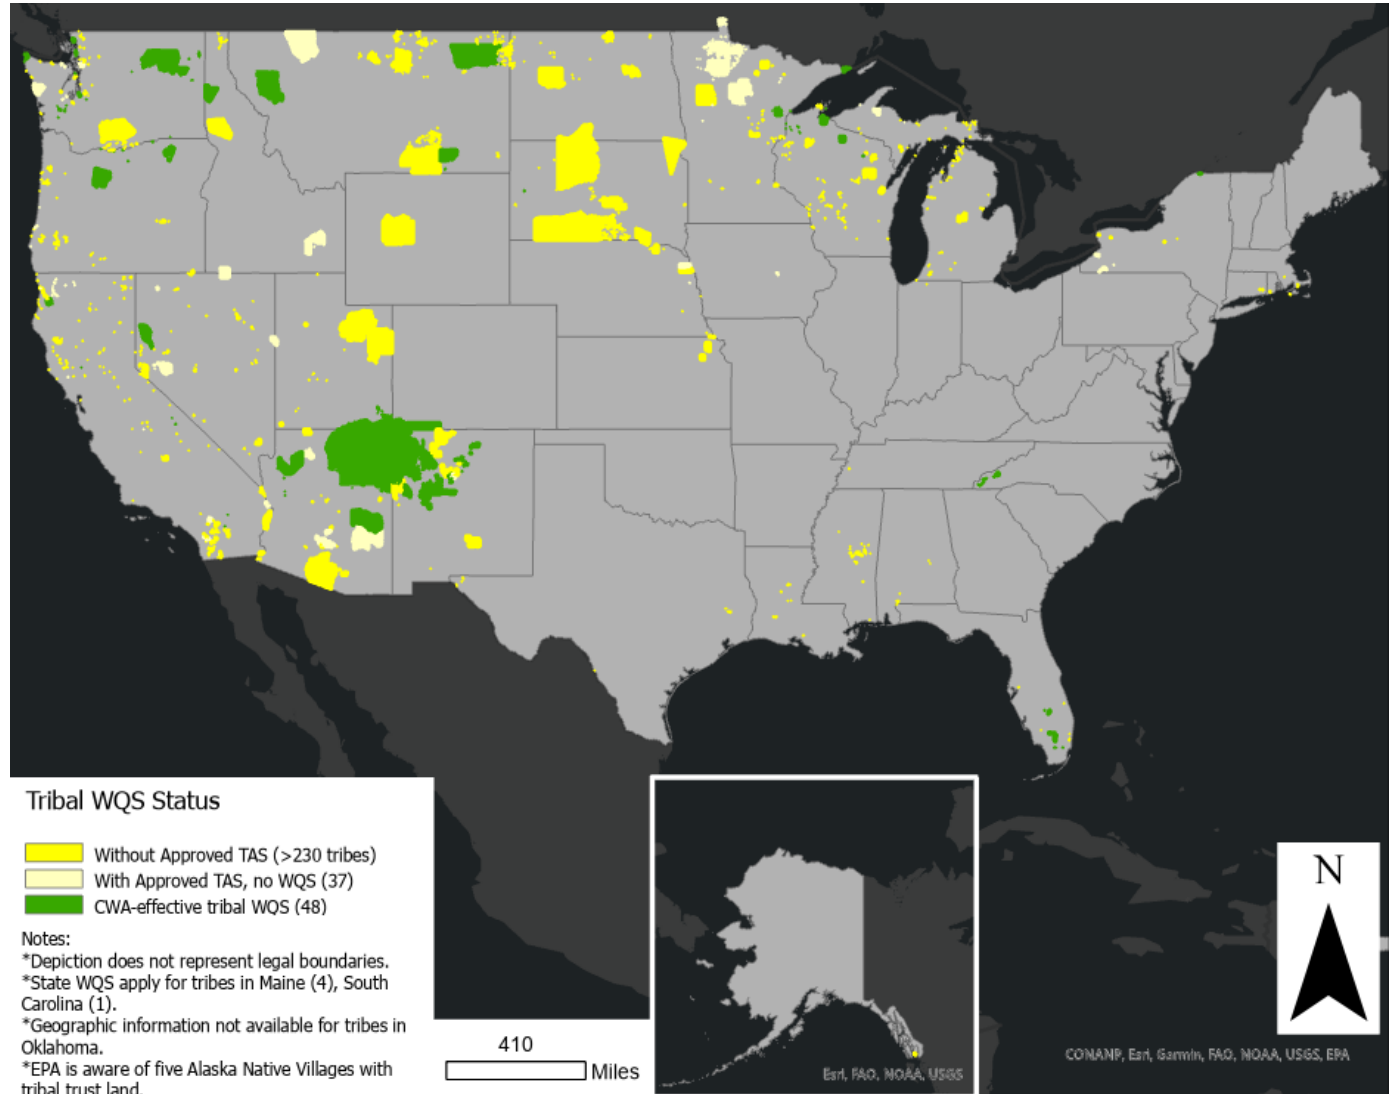 Tribal WQS Status
Without Approved TAS (>230 tribes)
With Approved TAS, no WQS (37)
CWA-effective tribal WQS (48)
Notes:
*Depiction does not represent legal boundaries.
*State WQS apply for tribes in Maine (4), South
Carolina (1).
*Geographic information not available for tribes in
Oklahoma.
*EPA is aware of five Alaska Native Villages with
tribal trust land.
410
Miles
Esri, FAO, NOAA, USGS
N
CONANP, Esri, Garmin, FAO, NOAA, USGS, EPA